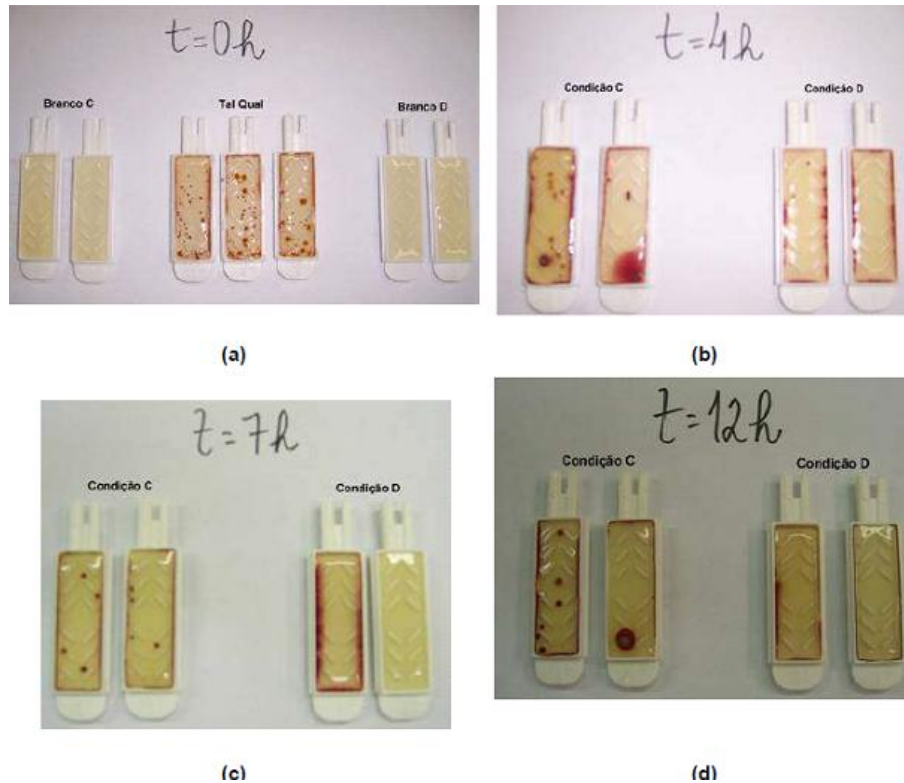 t=0h
Branco C
Tal Qual
Branco D
(a)
t=4h
Condição C
Condição D
(b)
t=7h
Condição C
Condição D
(c)
t=12h
Condição C
Condição D
(d)